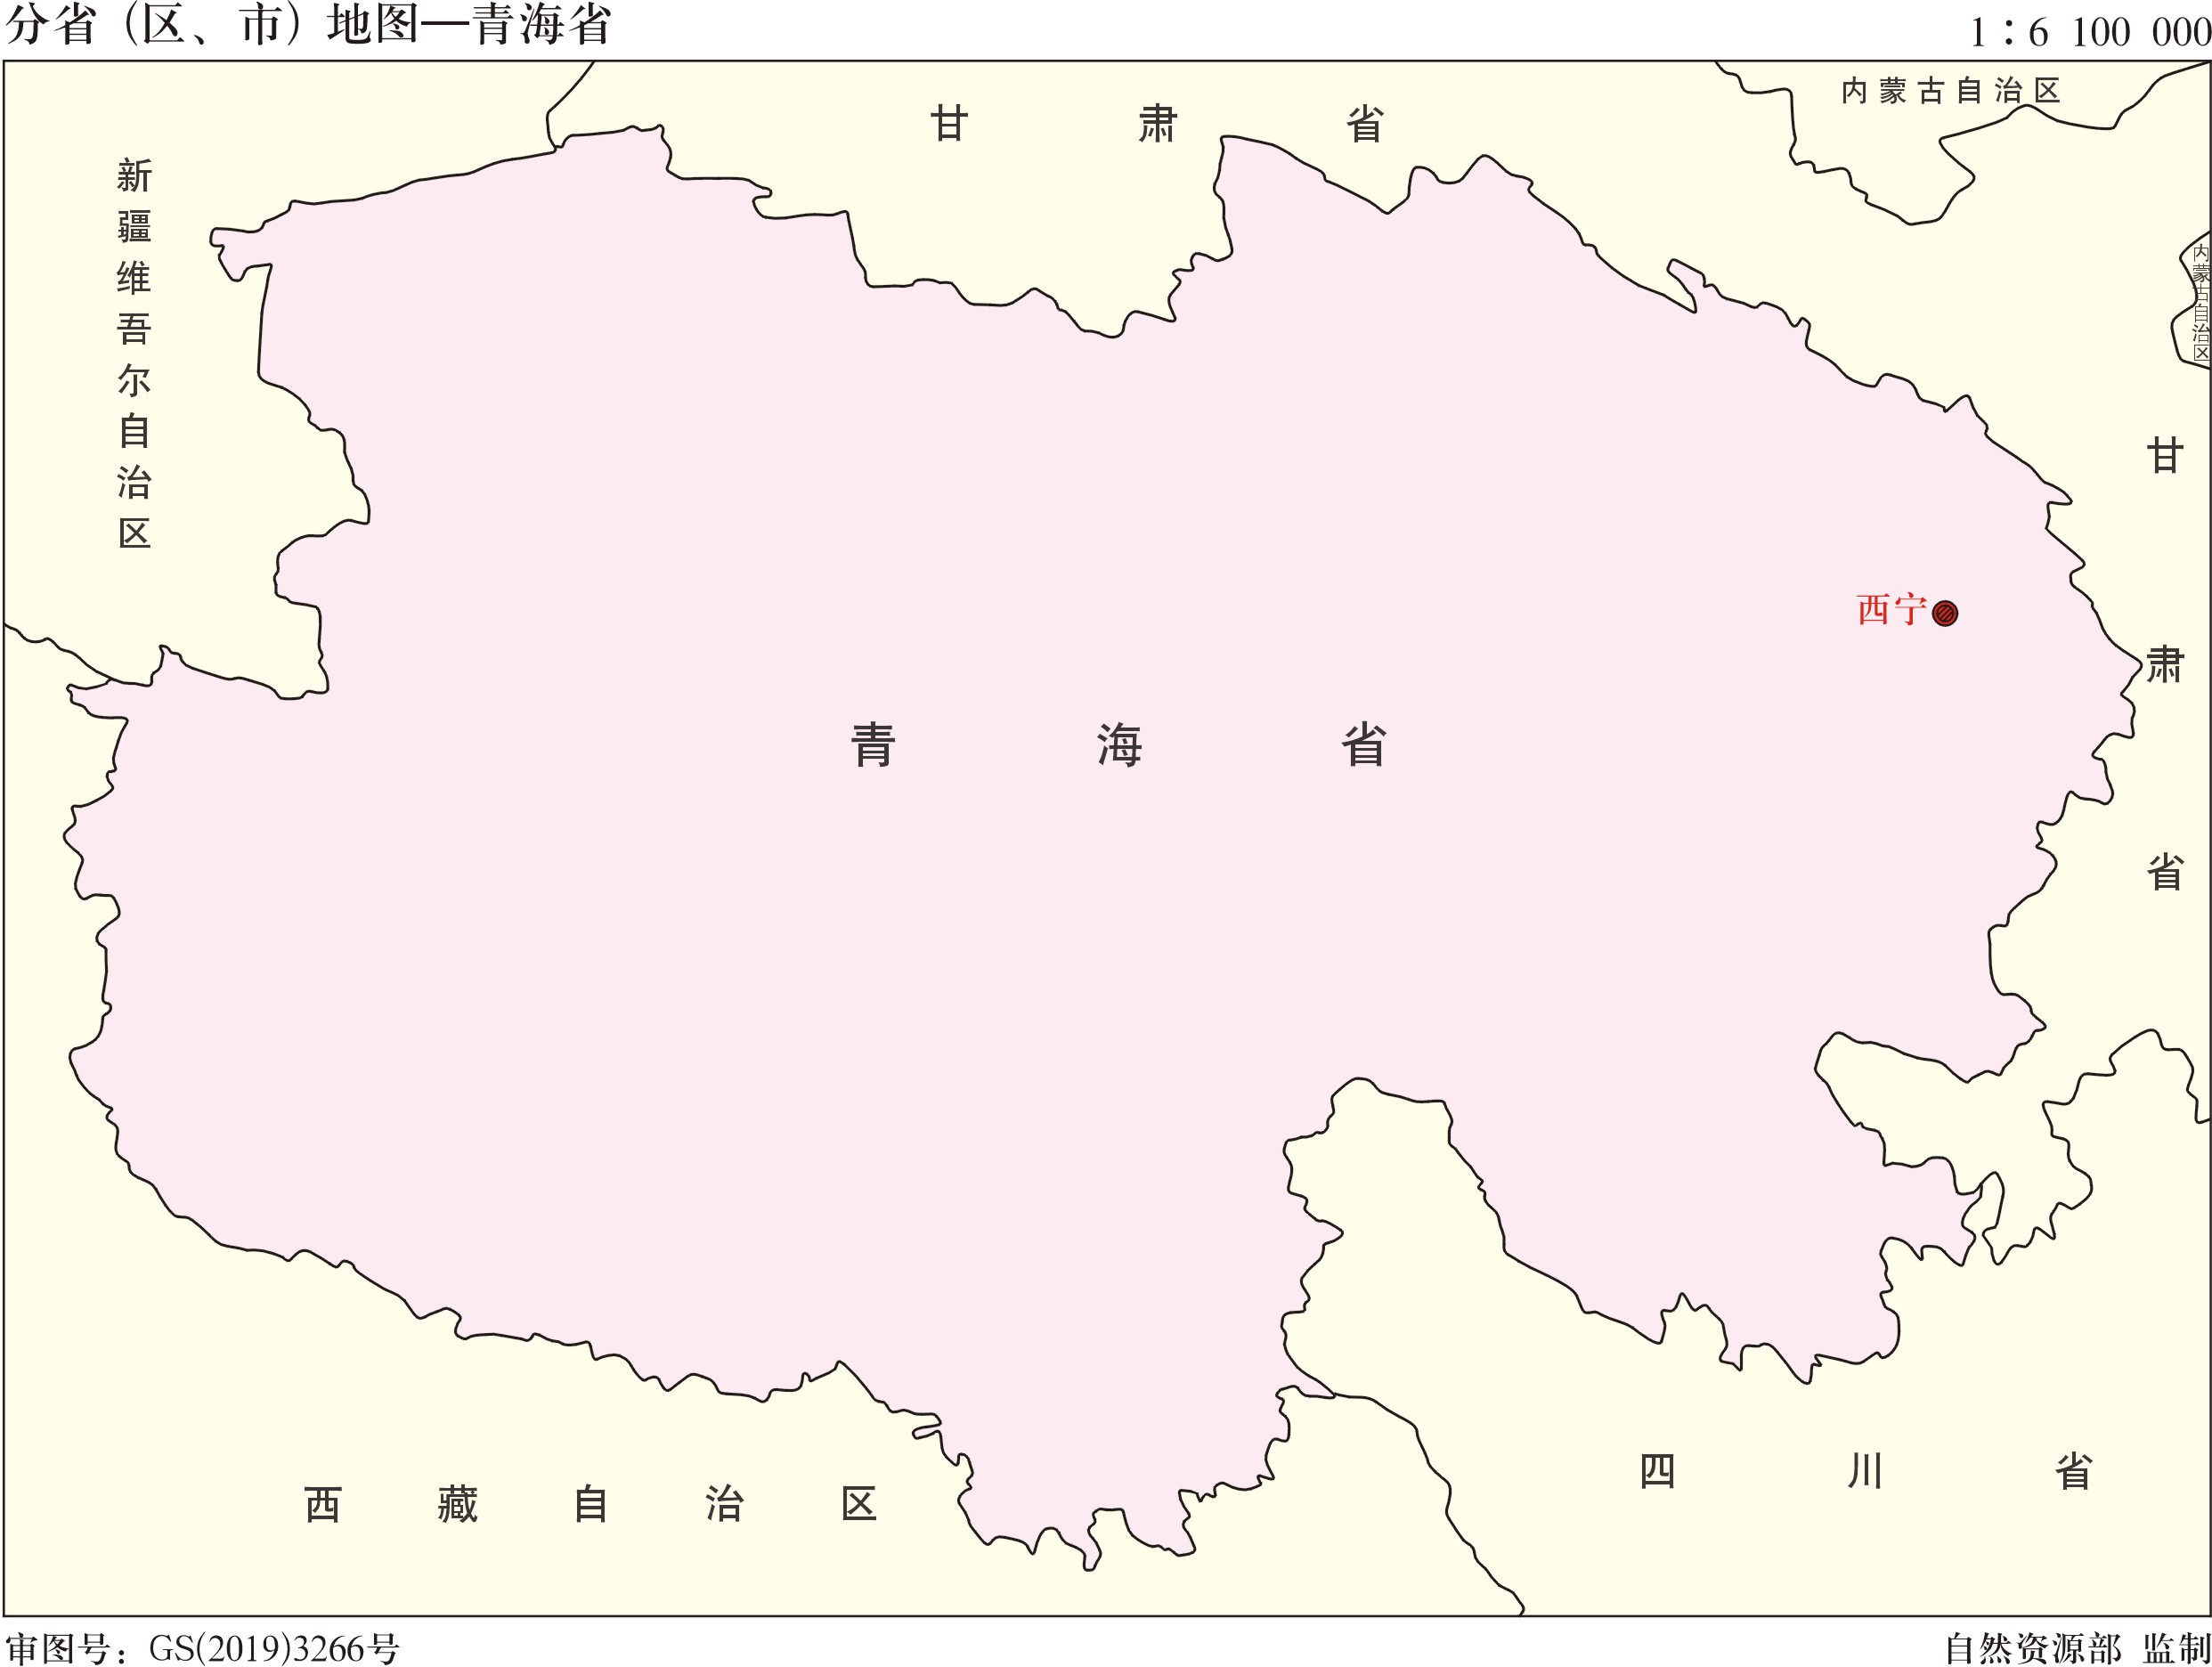 分省（区、市）地图—青海省
1：6 100 000
内蒙古自治区
甘肃省
新疆维吾尔自治区
内蒙古自治区
甘肃省
西宁
青海省
四川省
西藏自治区
审图号：GS(2019)3266号
自然资源部 监制